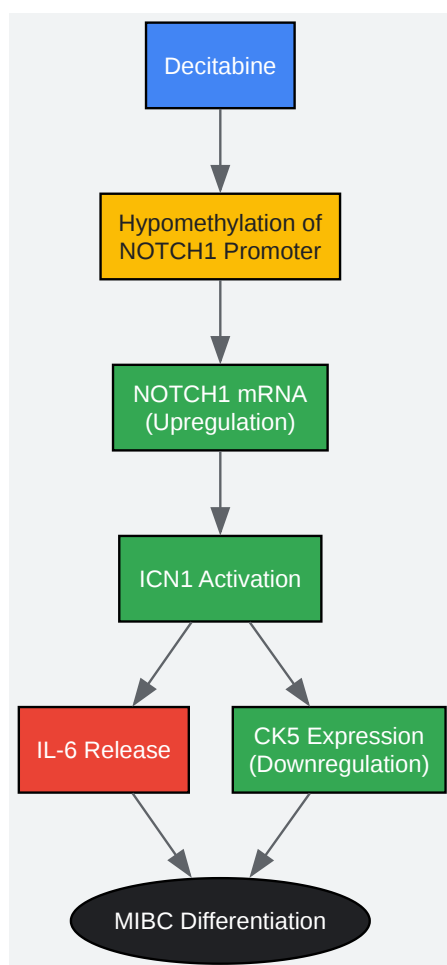 Decitabine
Hypomethylation of
NOTCH1 Promoter
NOTCH1 mRNA
(Upregulation)
ICN1 Activation
IL-6 Release
CK5 Expression
(Downregulation)
MIBC Differentiation